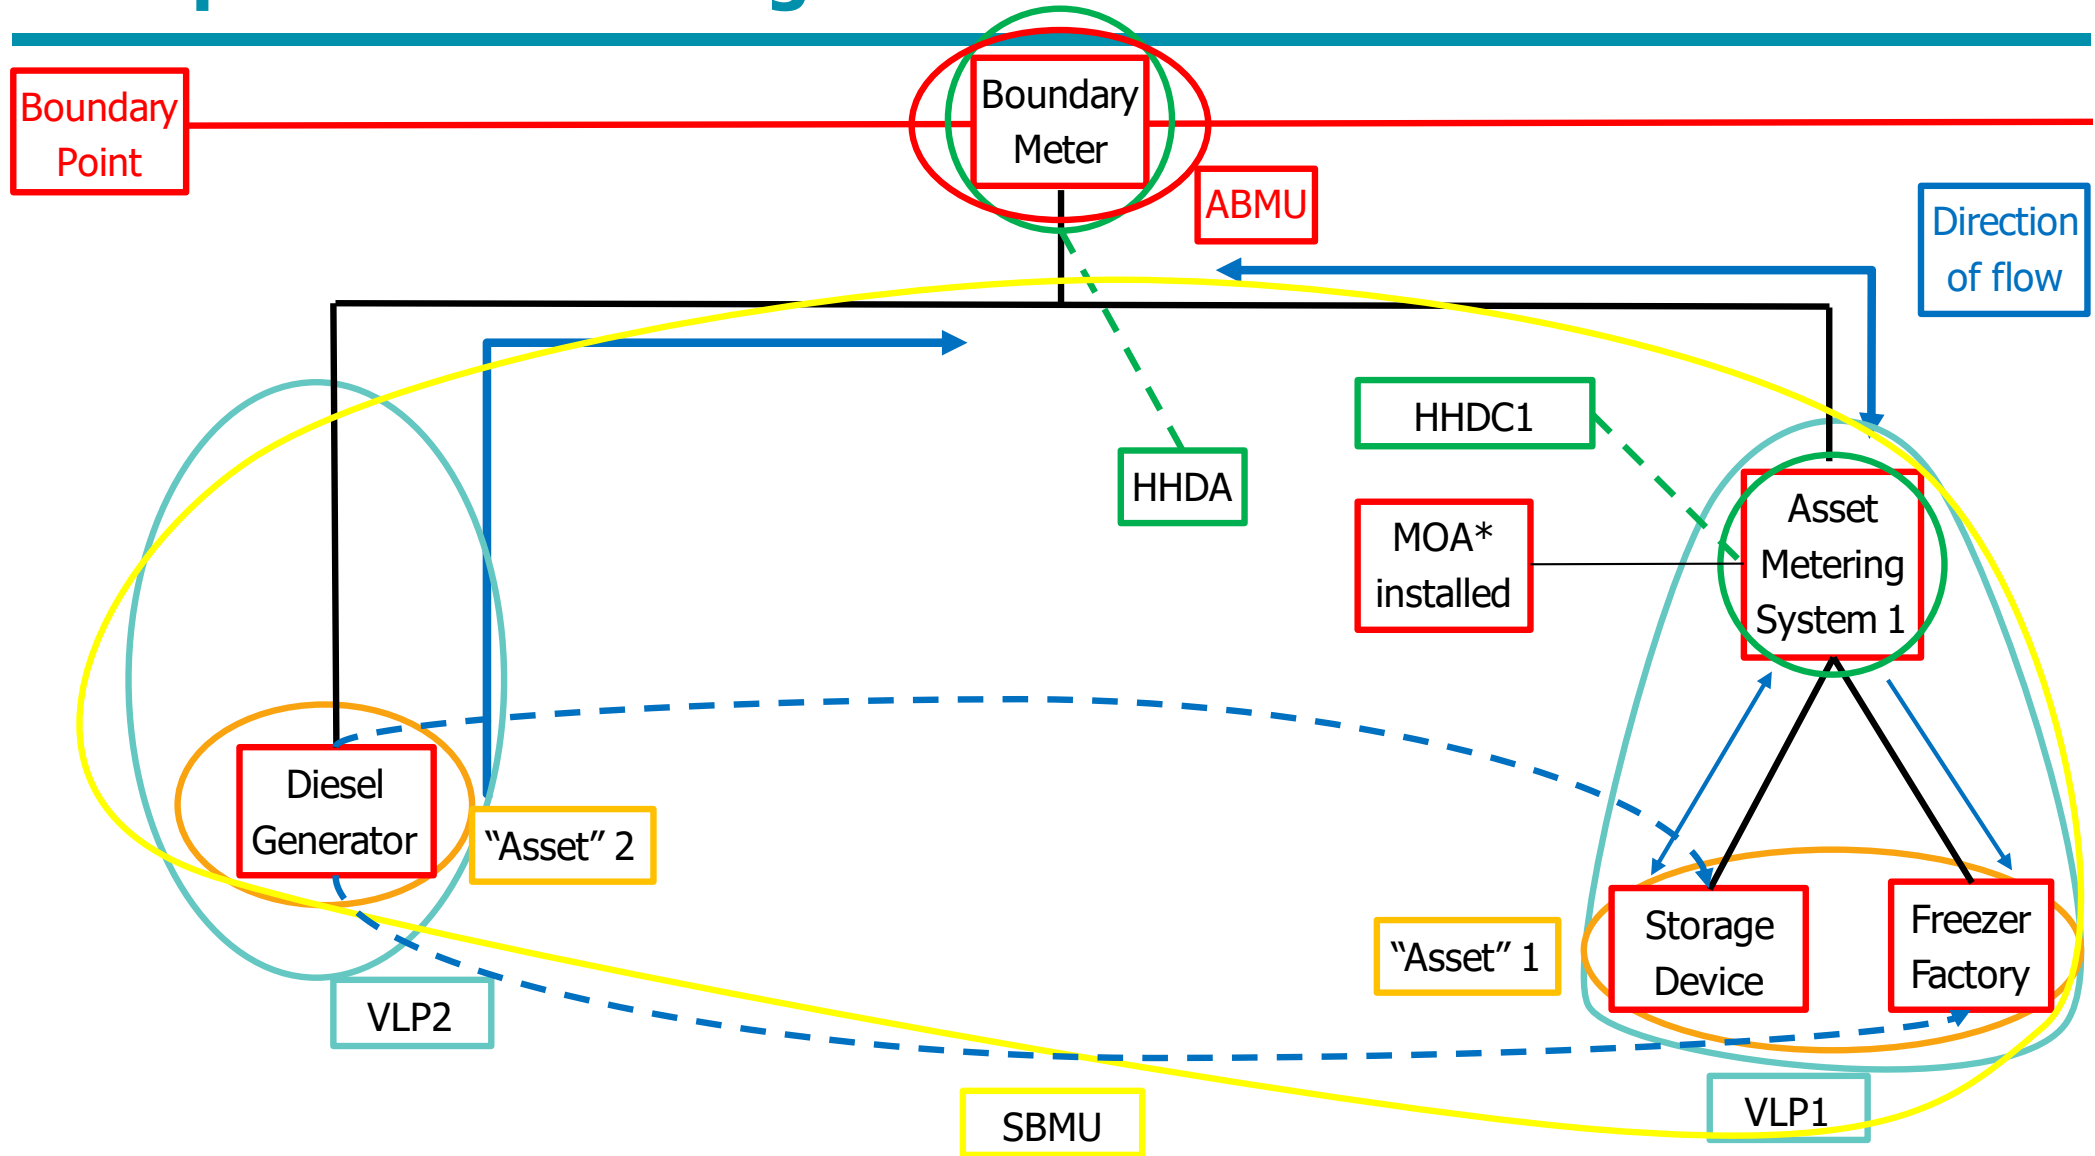 Boundary
Point
Boundary
Meter
ABMU
Direction
of flow
HHDC1
HHDA
MOA*
installed
Asset
Metering
System 1
Diesel
Generator
“Asset” 2
“Asset” 1
Storage
Device
Freezer
Factory
VLP2
SBMU
VLP1